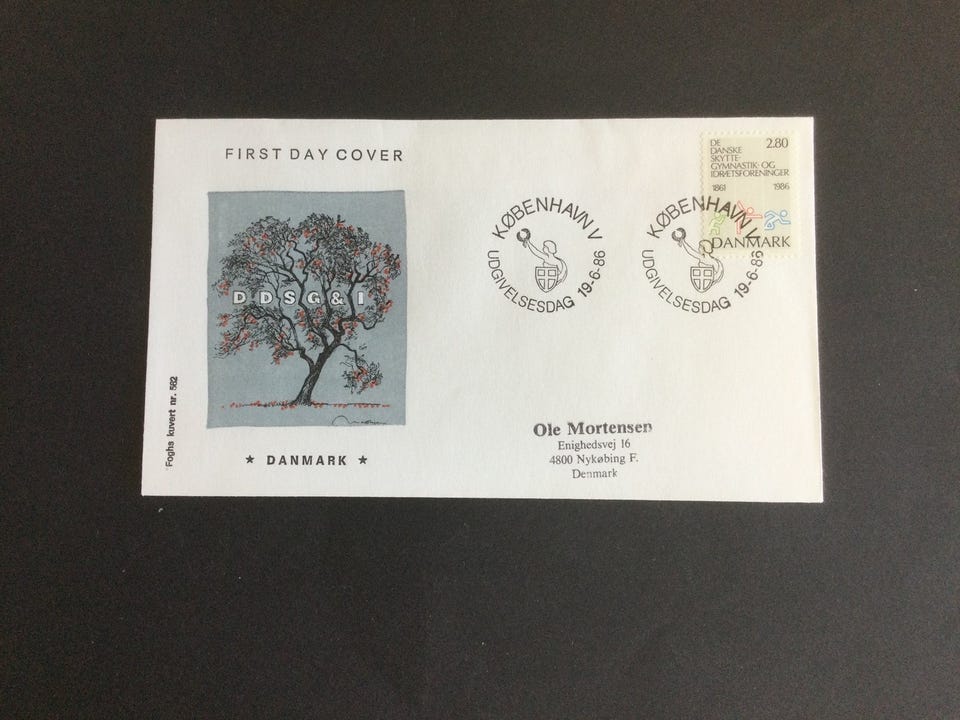 FIRST DAY COVER
DDSG&I
★ DANMARK ★
Foghs kuvert nr. 582
KØBENHAVN V
UDGIVELSESDAG 19-6-86
KØBENHAVN V
UDGIVELSESDAG 19-6-86
DE
DANSKE
SKYTTE-
GYMNASTIK- OG
IDRÆTSFORENINGER
2.80
1861 1986
DANMARK
Ole Mortensen
Enighedsvej 16
4800 Nykøbing F.
Denmark